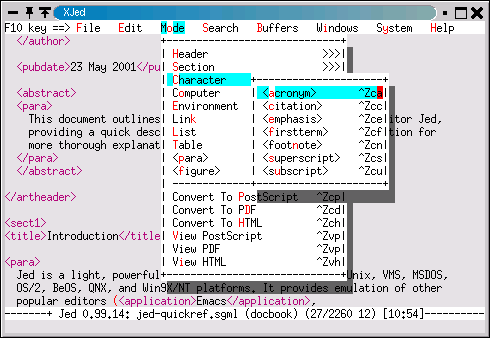 XJed
F10 key ==> File Edit Mode Search Buffers Windows System Help
</author>
<pubdate>23 May 2001</pu
<abstract>
<para>
This document outlines
providing a quick desc
more thorough explanat
</para>
</abstract>
</artheader>
<sect1>
<title>Introduction</title
<para>
Header >>>
Section >>>
Character
Computer
Environment
Link
List
Table
<para>
<figure>
Convert To PostScript ^Zcp
Convert To PDF ^Zcd
Convert To HTML ^Zch
View PostScript ^Zvp
View PDF ^Zvp
View HTML ^Zvh
<acronym> ^Zca
<citation> ^Zcc
<emphasis> ^Zce
<firstterm> ^Zcf
<footnote> ^Zcn
<superscript> ^Zcs
<subscript> ^Zcu
itor Jed,
tion for
Jed is a light, powerful Unix, VMS, MSDOS,
OS/2, BeOS, QNX, and Win9X/NT platforms. It provides emulation of other
popular editors (<application>Emacs</application>,
-------+ Jed 0.99.14: jed-quickref.sgml (docbook) (27/2260 12) [10:54]----------